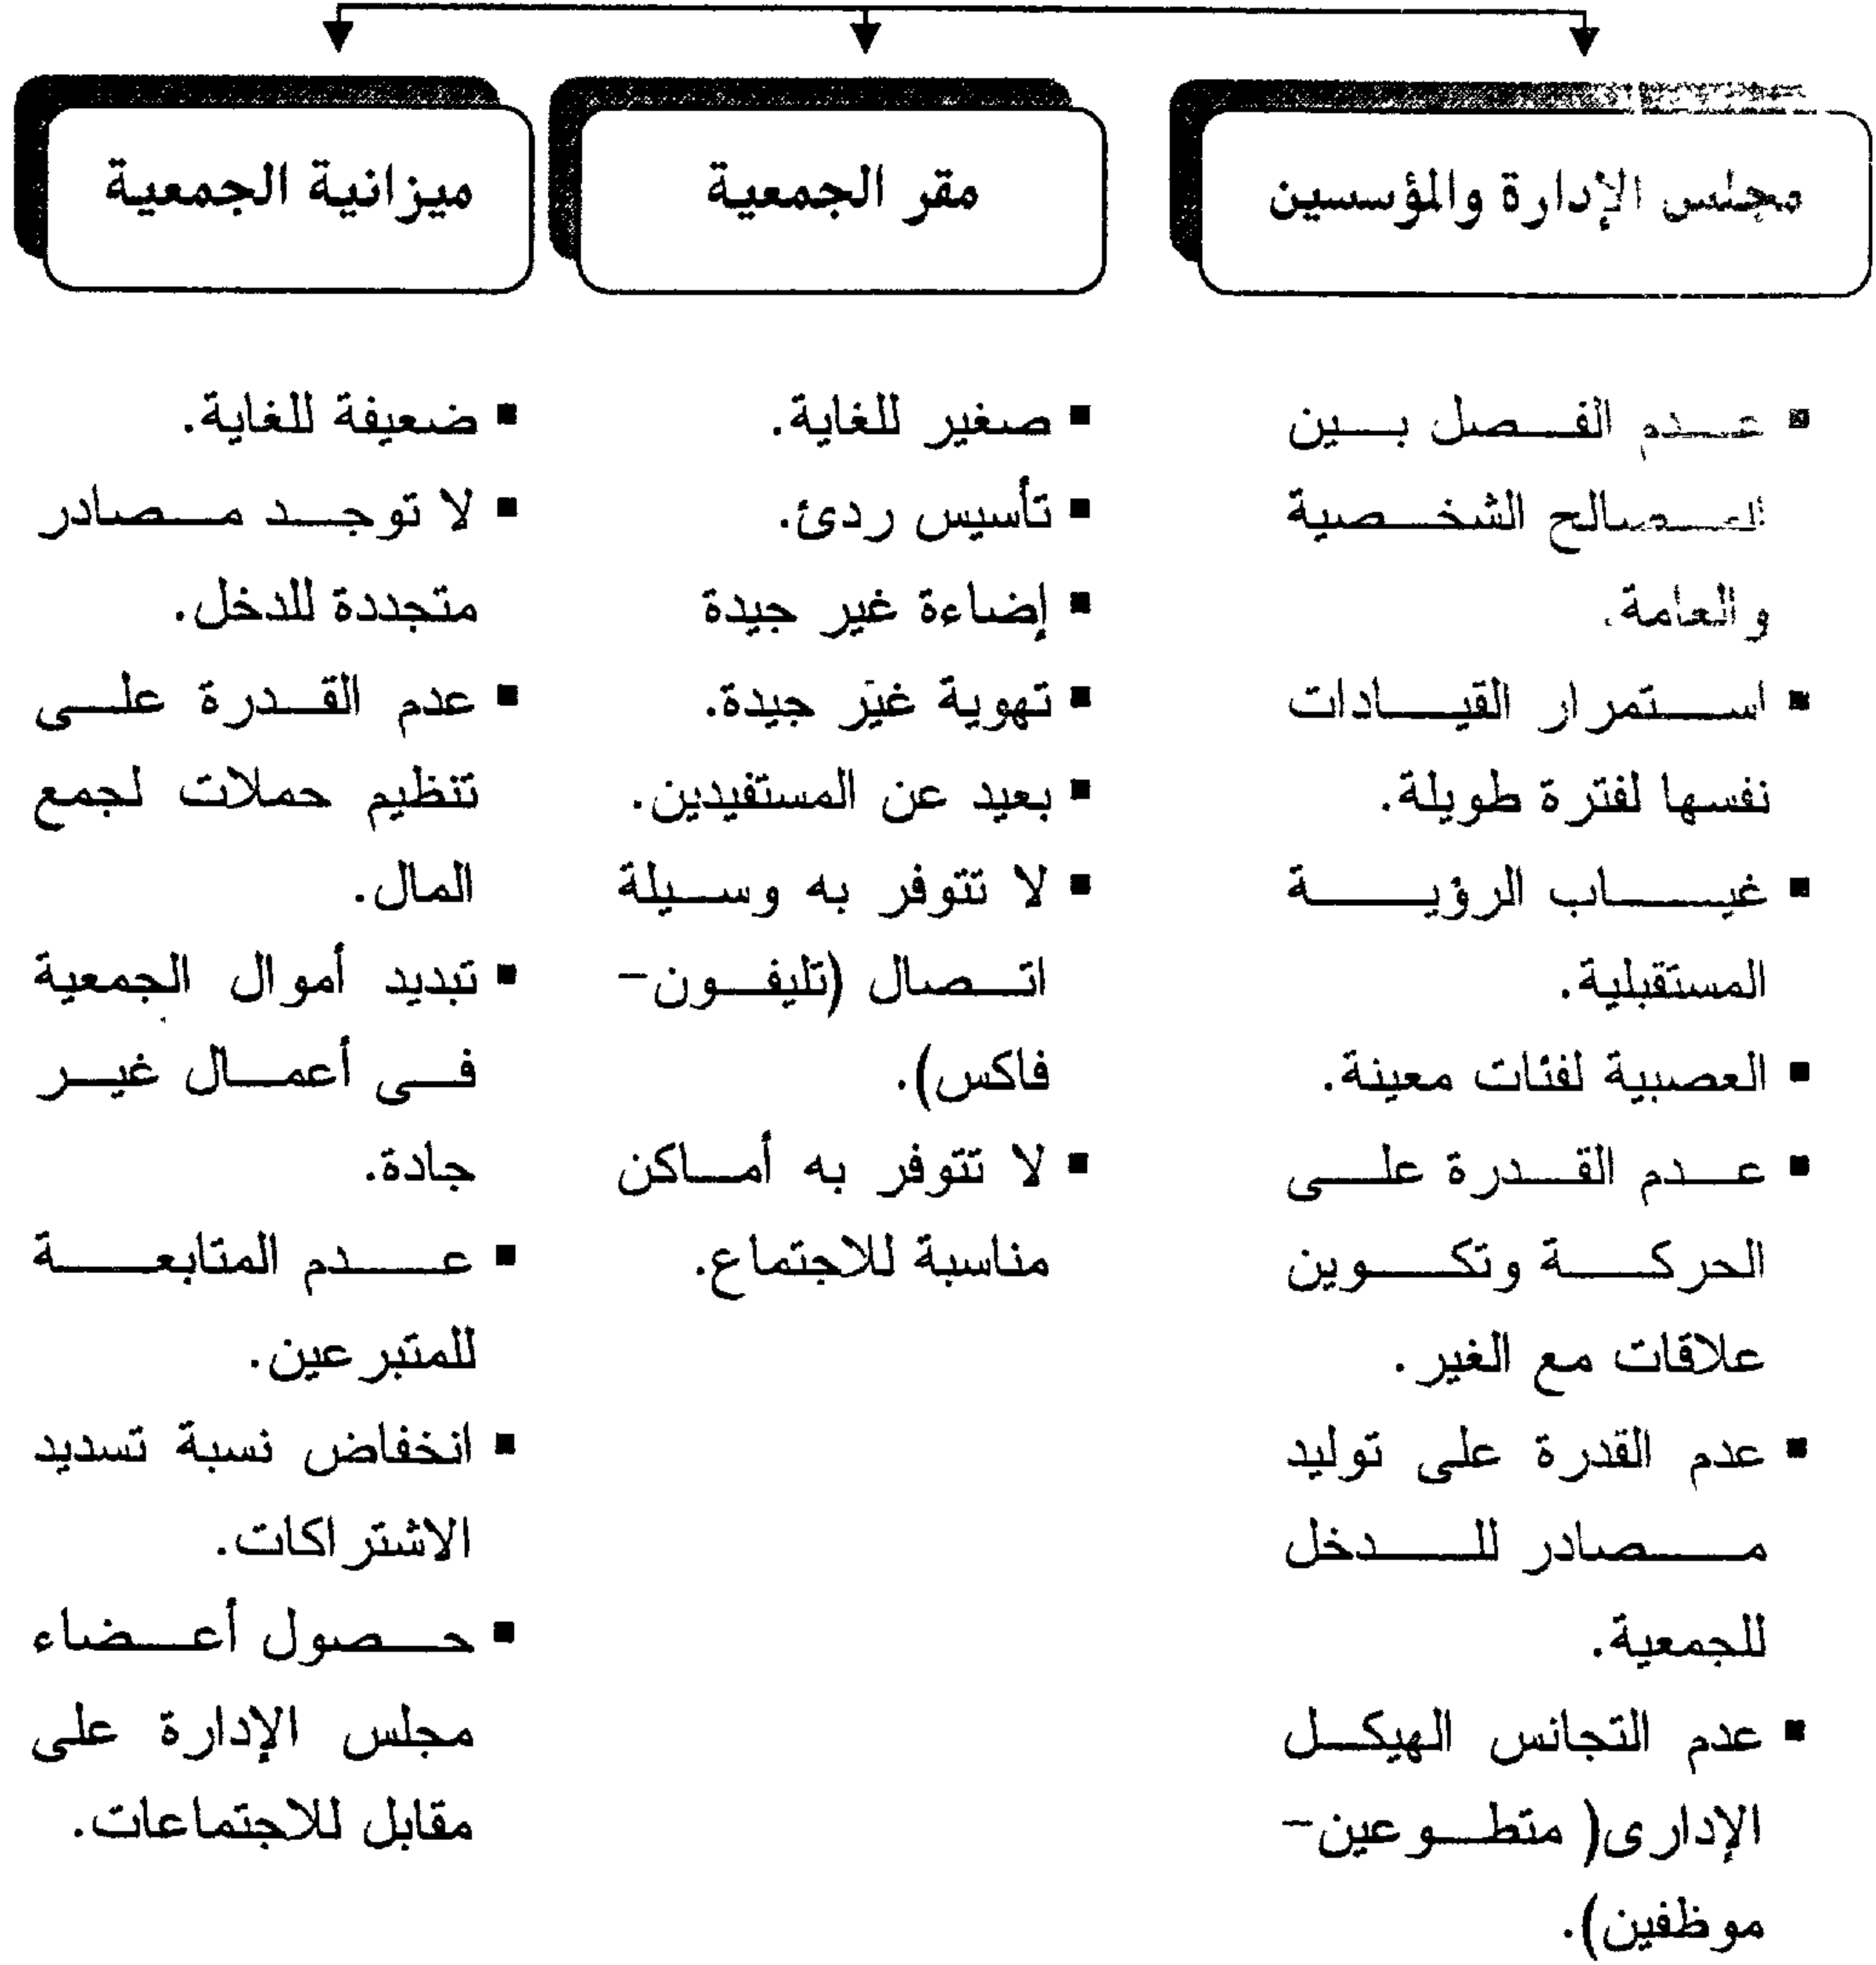 مجلس الإدارة والمؤسسين
■ عدم الفصل بين
المصالح الشخصية
والعامة.
■ استمرار القيادات
نفسها لفترة طويلة.
■ غياب الرؤية
المستقبلية.
■ العصبية لفئات معينة.
■ عدم القدرة على
الحركة وتكوين
علاقات مع الغير.
■ عدم القدرة على توليد
مصادر للدخل
للجمعية.
■ عدم التجانس الهيكل
الإدارى( متطوعين-
موظفين).
مقر الجمعية
■ صغير للغاية.
■ تأسيس ردئ.
■ إضاءة غير جيدة
■ تهوية غير جيدة.
■ بعيد عن المستفيدين.
■ لا تتوفر به وسيلة
اتصال (تليفون-
فاكس).
■ لا تتوفر به أماكن
مناسبة للاجتماع.
ميزانية الجمعية
■ ضعيفة للغاية.
■ لا توجد مصادر
متجددة للدخل.
■ عدم القدرة على
تنظيم حملات لجمع
المال.
■ تبديد أموال الجمعية
فى أعمال غير
جادة.
■ عدم المتابعة
للمتبرعين.
■ انخفاض نسبة تسديد
الاشتراكات.
■ حصول أعضاء
مجلس الإدارة على
مقابل للاجتماعات.